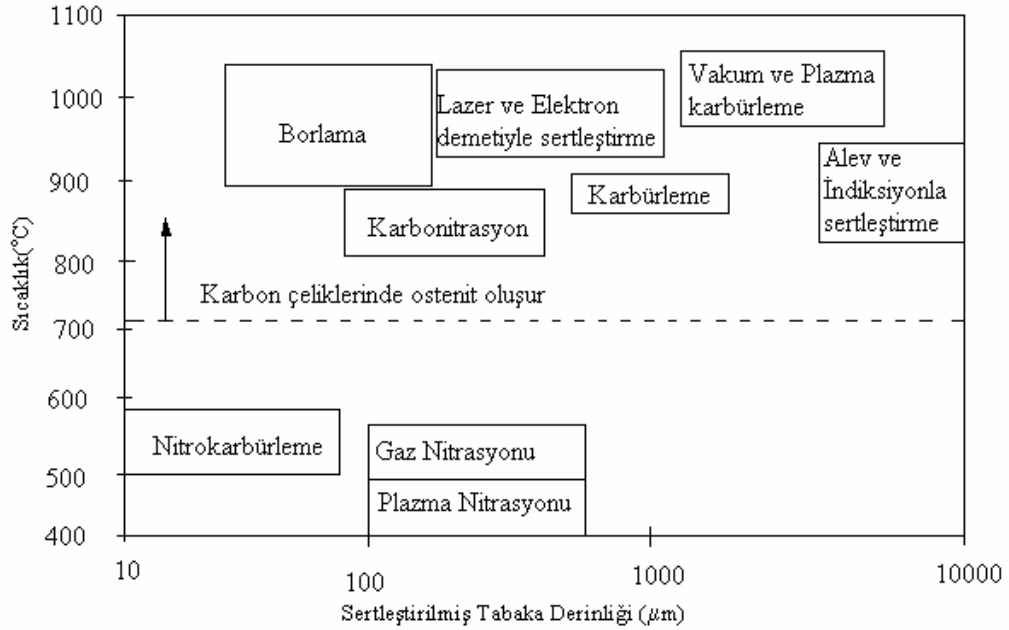 1100
1000
900
800
700
600
500
400
Sıcaklık(°C)
Borlama
Lazer ve Elektron
demetiyle sertleştirme
Vakum ve Plazma
karbürleme
Alev ve
İndiksiyonla
sertleştirme
Karbürleme
Karbonitrasyon
Karbon çeliklerinde ostenit oluşur
Nitrokarbürleme
Gaz Nitrasyonu
Plazma Nitrasyonu
10
100
1000
10000
Sertleştirilmiş Tabaka Derinliği (µm)